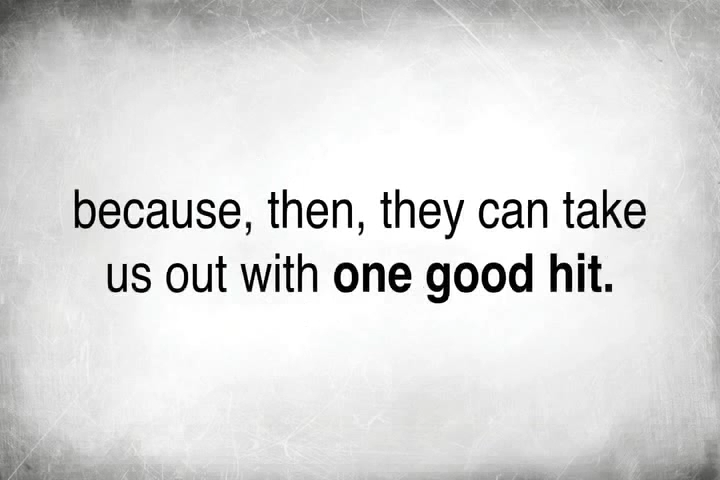 because, then, they can take
us out with one good hit.